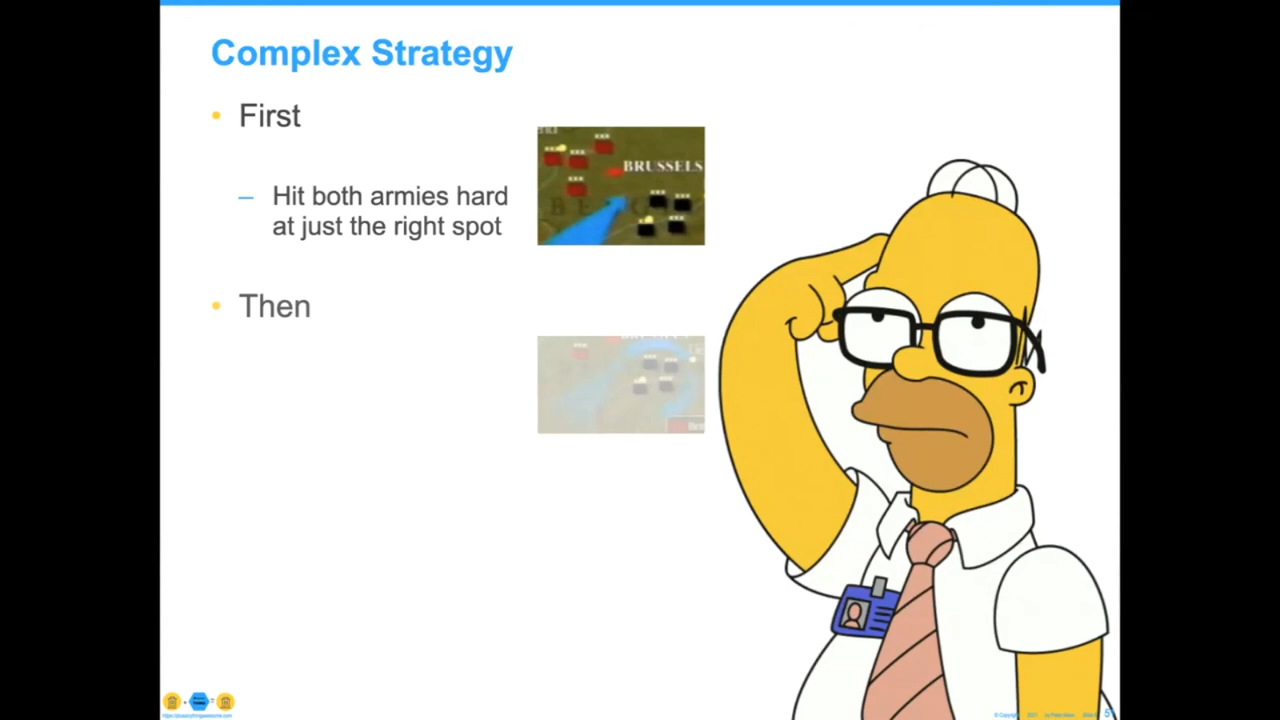 Complex Strategy
• First
BRUSSELS
– Hit both armies hard
at just the right spot
• Then